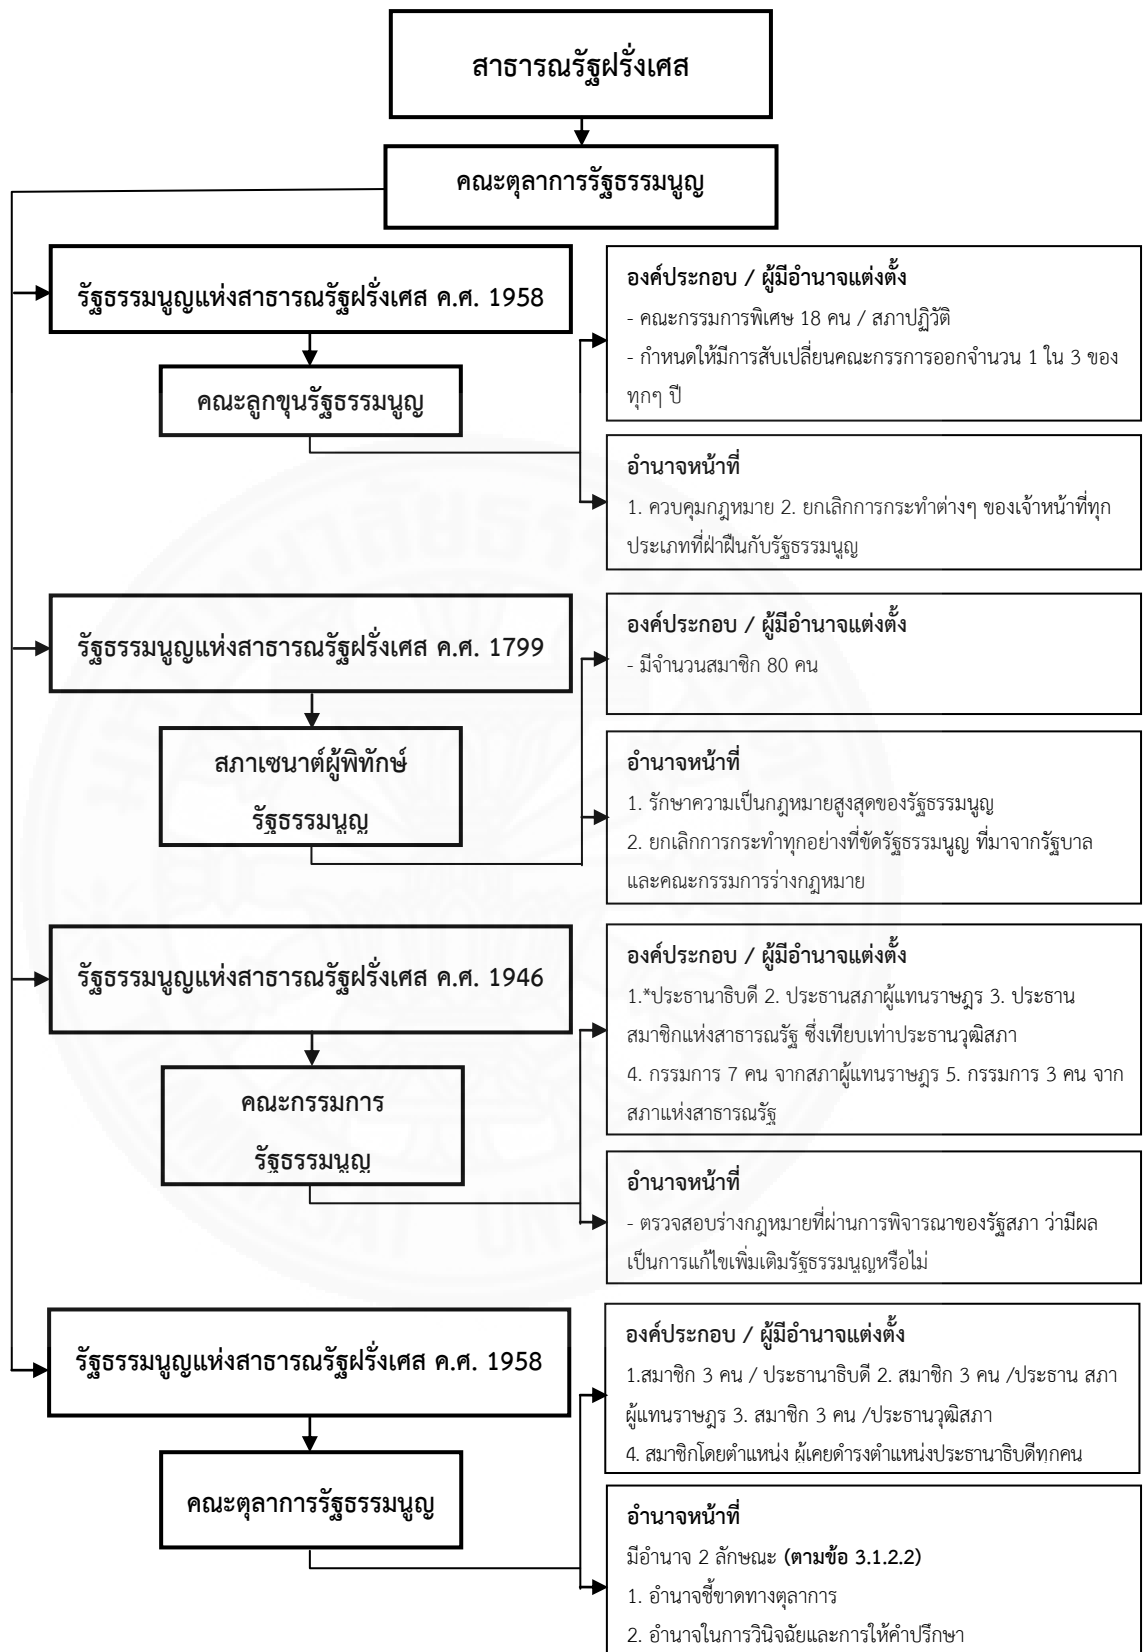 สาธารณรัฐฝรั่งเศส
คณะตุลาการรัฐธรรมนูญ
รัฐธรรมนูญแห่งสาธารณรัฐฝรั่งเศส ค.ศ. 1958
คณะลูกขุนรัฐธรรมนูญ
องค์ประกอบ / ผู้มีอำนาจแต่งตั้ง
- คณะกรรมการพิเศษ 18 คน / สภาปฏิวัติ
- กำหนดให้มีการสับเปลี่ยนคณะกรรการออกจำนวน 1 ใน 3 ของ
ทุกๆ ปี
อำนาจหน้าที่
1. ควบคุมกฎหมาย 2. ยกเลิกการกระทำต่างๆ ของเจ้าหน้าที่ทุก
ประเภทที่ฝ่าฝืนกับรัฐธรรมนูญ
รัฐธรรมนูญแห่งสาธารณรัฐฝรั่งเศส ค.ศ. 1799
สภาเซนาต์ผู้พิทักษ์
รัฐธรรมนูญ
องค์ประกอบ / ผู้มีอำนาจแต่งตั้ง
- มีจำนวนสมาชิก 80 คน
อำนาจหน้าที่
1. รักษาความเป็นกฎหมายสูงสุดของรัฐธรรมนูญ
2. ยกเลิกการกระทำทุกอย่างที่ขัดรัฐธรรมนูญ ที่มาจากรัฐบาล
และคณะกรรมการร่างกฎหมาย
รัฐธรรมนูญแห่งสาธารณรัฐฝรั่งเศส ค.ศ. 1946
คณะกรรมการ
รัฐธรรมนูญ
องค์ประกอบ / ผู้มีอำนาจแต่งตั้ง
1.*ประธานาธิบดี 2. ประธานสภาผู้แทนราษฎร 3. ประธาน
สมาชิกแห่งสาธารณรัฐ ซึ่งเทียบเท่าประธานวุฒิสภา
4. กรรมการ 7 คน จากสภาผู้แทนราษฎร 5. กรรมการ 3 คน จาก
สภาแห่งสาธารณรัฐ
อำนาจหน้าที่
- ตรวจสอบร่างกฎหมายที่ผ่านการพิจารณาของรัฐสภา ว่ามีผล
เป็นการแก้ไขเพิ่มเติมรัฐธรรมนูญหรือไม่
รัฐธรรมนูญแห่งสาธารณรัฐฝรั่งเศส ค.ศ. 1958
คณะตุลาการรัฐธรรมนูญ
องค์ประกอบ / ผู้มีอำนาจแต่งตั้ง
1.สมาชิก 3 คน / ประธานาธิบดี 2. สมาชิก 3 คน /ประธาน สภา
ผู้แทนราษฎร 3. สมาชิก 3 คน /ประธานวุฒิสภา
4. สมาชิกโดยตำแหน่ง ผู้เคยดำรงตำแหน่งประธานาธิบดีทุกคน
อำนาจหน้าที่
มีอำนาจ 2 ลักษณะ (ตามข้อ 3.1.2.2)
1. อำนาจชี้ขาดทางตุลาการ
2. อำนาจในการวินิจฉัยและการให้คำปรึกษา